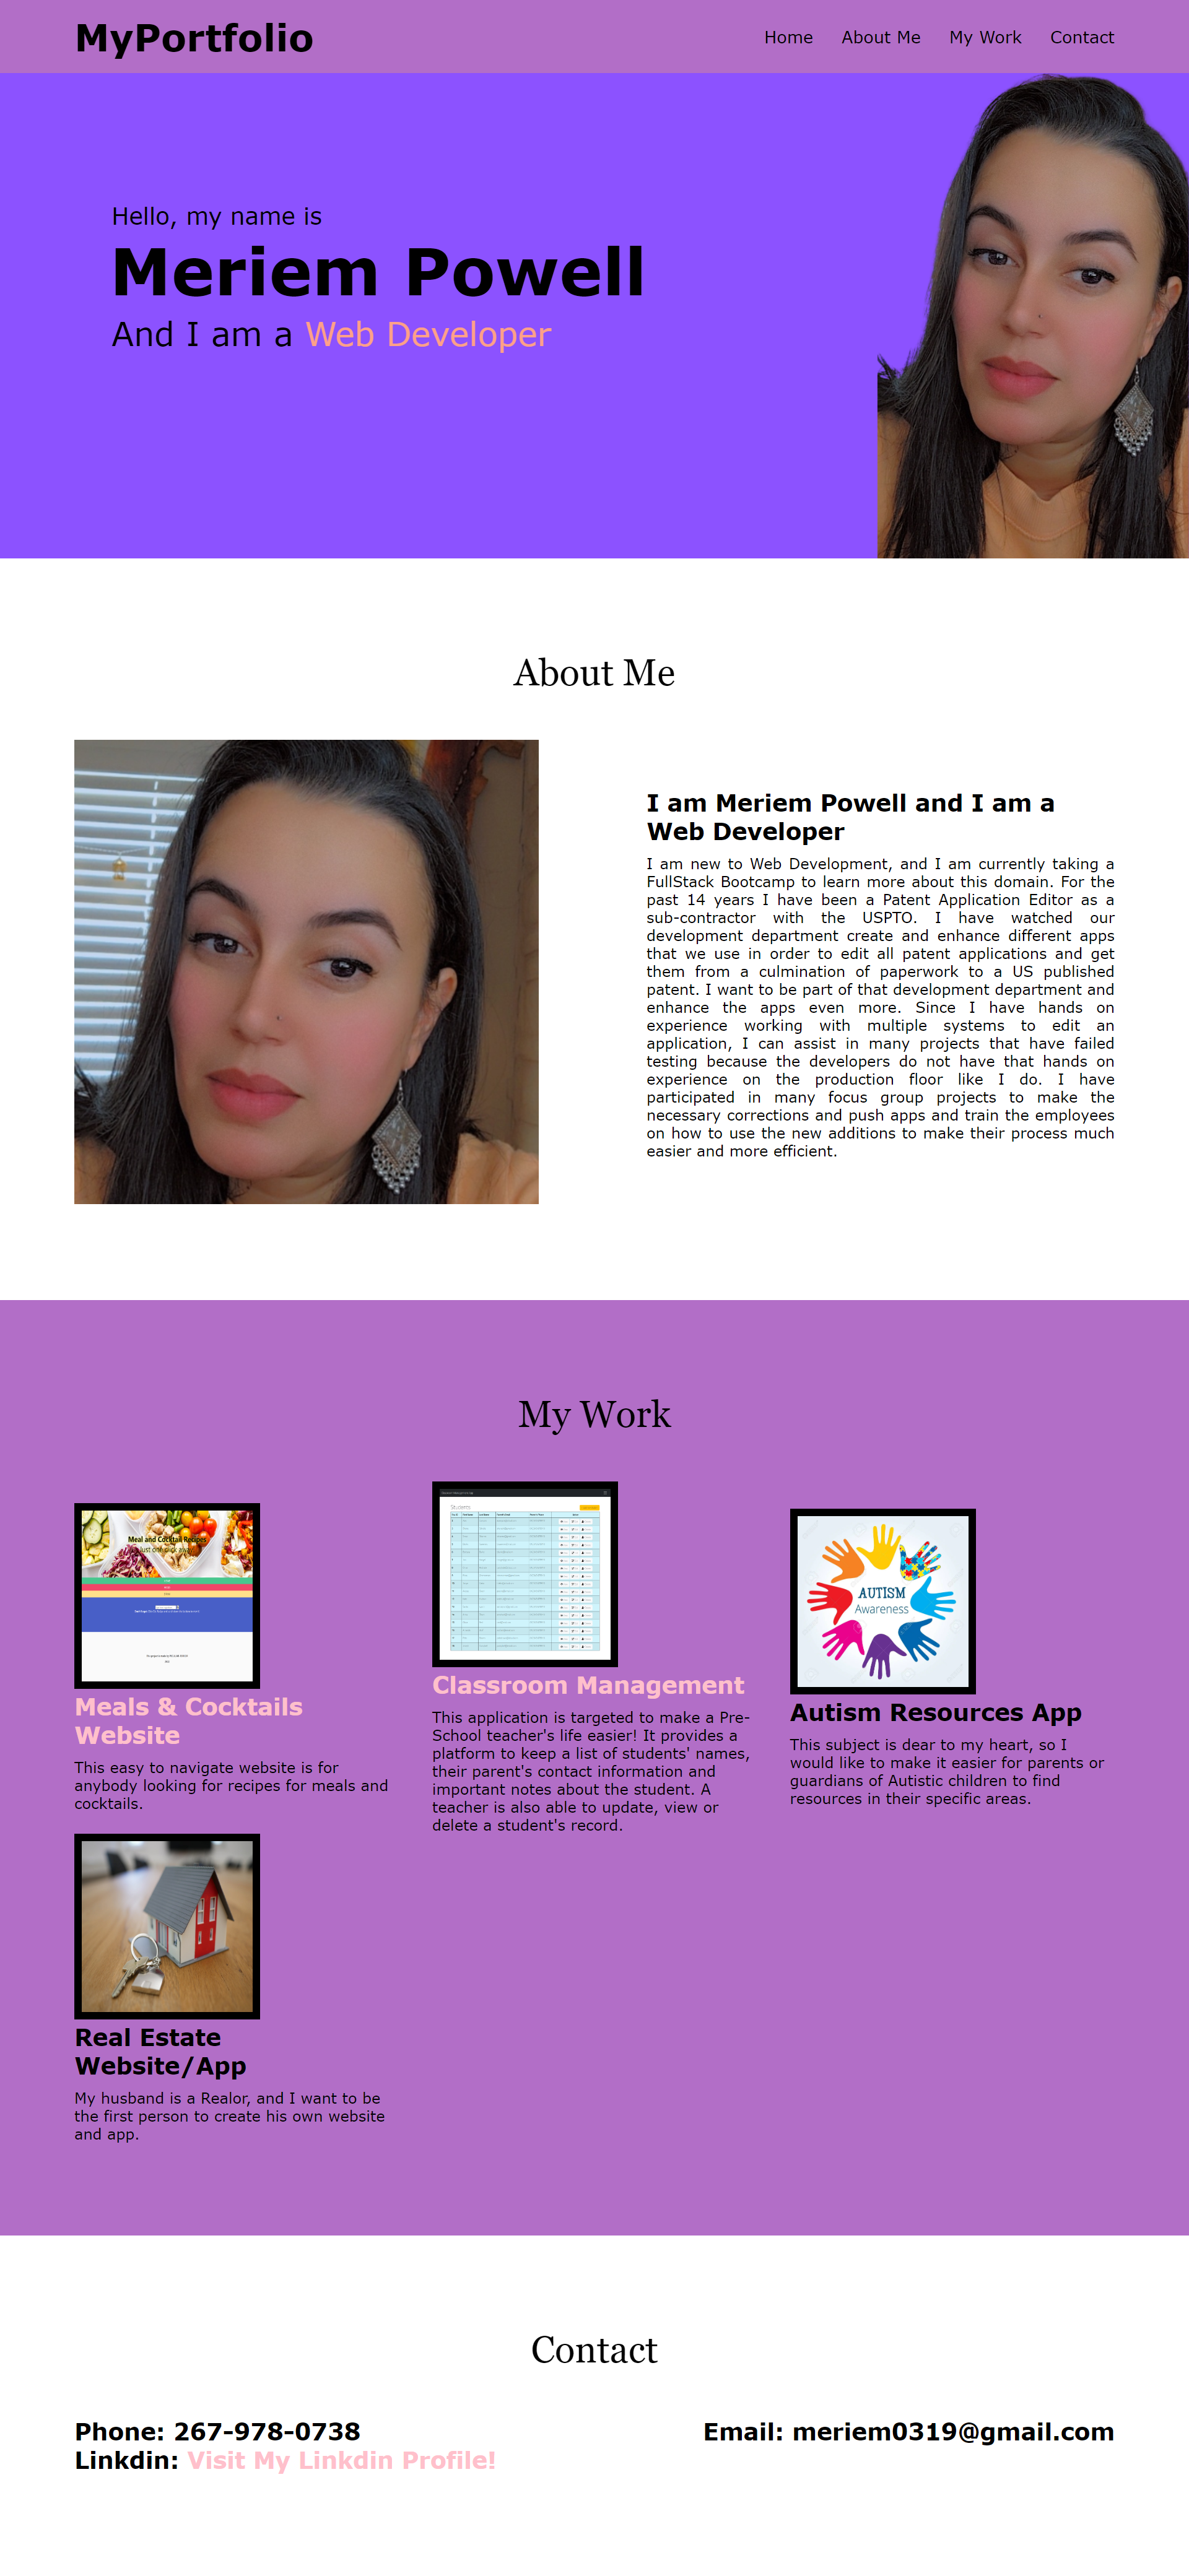 MyPortfolio
Home About Me My Work Contact
Hello, my name is
Meriem Powell
And I am a Web Developer
About Me
I am Meriem Powell and I am a
Web Developer
I am new to Web Development, and I am currently taking a
FullStack Bootcamp to learn more about this domain. For the
past 14 years I have been a Patent Application Editor as a
sub-contractor with the USPTO. I have watched our
development department create and enhance different apps
that we use in order to edit all patent applications and get
them from a culmination of paperwork to a US published
patent. I want to be part of that development department and
enhance the apps even more. Since I have hands on
experience working with multiple systems to edit an
application, I can assist in many projects that have failed
testing because the developers do not have that hands on
experience on the production floor like I do. I have
participated in many focus group projects to make the
necessary corrections and push apps and train the employees
on how to use the new additions to make their process much
easier and more efficient.
My Work
Meal and Cocktail Recipes
Meals & Cocktails
Website
This easy to navigate website is for
anybody looking for recipes for meals and
cocktails.
Students
Classroom Management
This application is targeted to make a Pre-
School teacher's life easier! It provides a
platform to keep a list of students' names,
their parent's contact information and
important notes about the student. A
teacher is also able to update, view or
delete a student's record.
AUTISM
Awareness
Autism Resources App
This subject is dear to my heart, so I
would like to make it easier for parents or
guardians of Autistic children to find
resources in their specific areas.
Real Estate
Website/App
My husband is a Realor, and I want to be
the first person to create his own website
and app.
Contact
Phone: 267-978-0738
Linkdin: Visit My Linkdin Profile!
Email: meriem0319@gmail.com